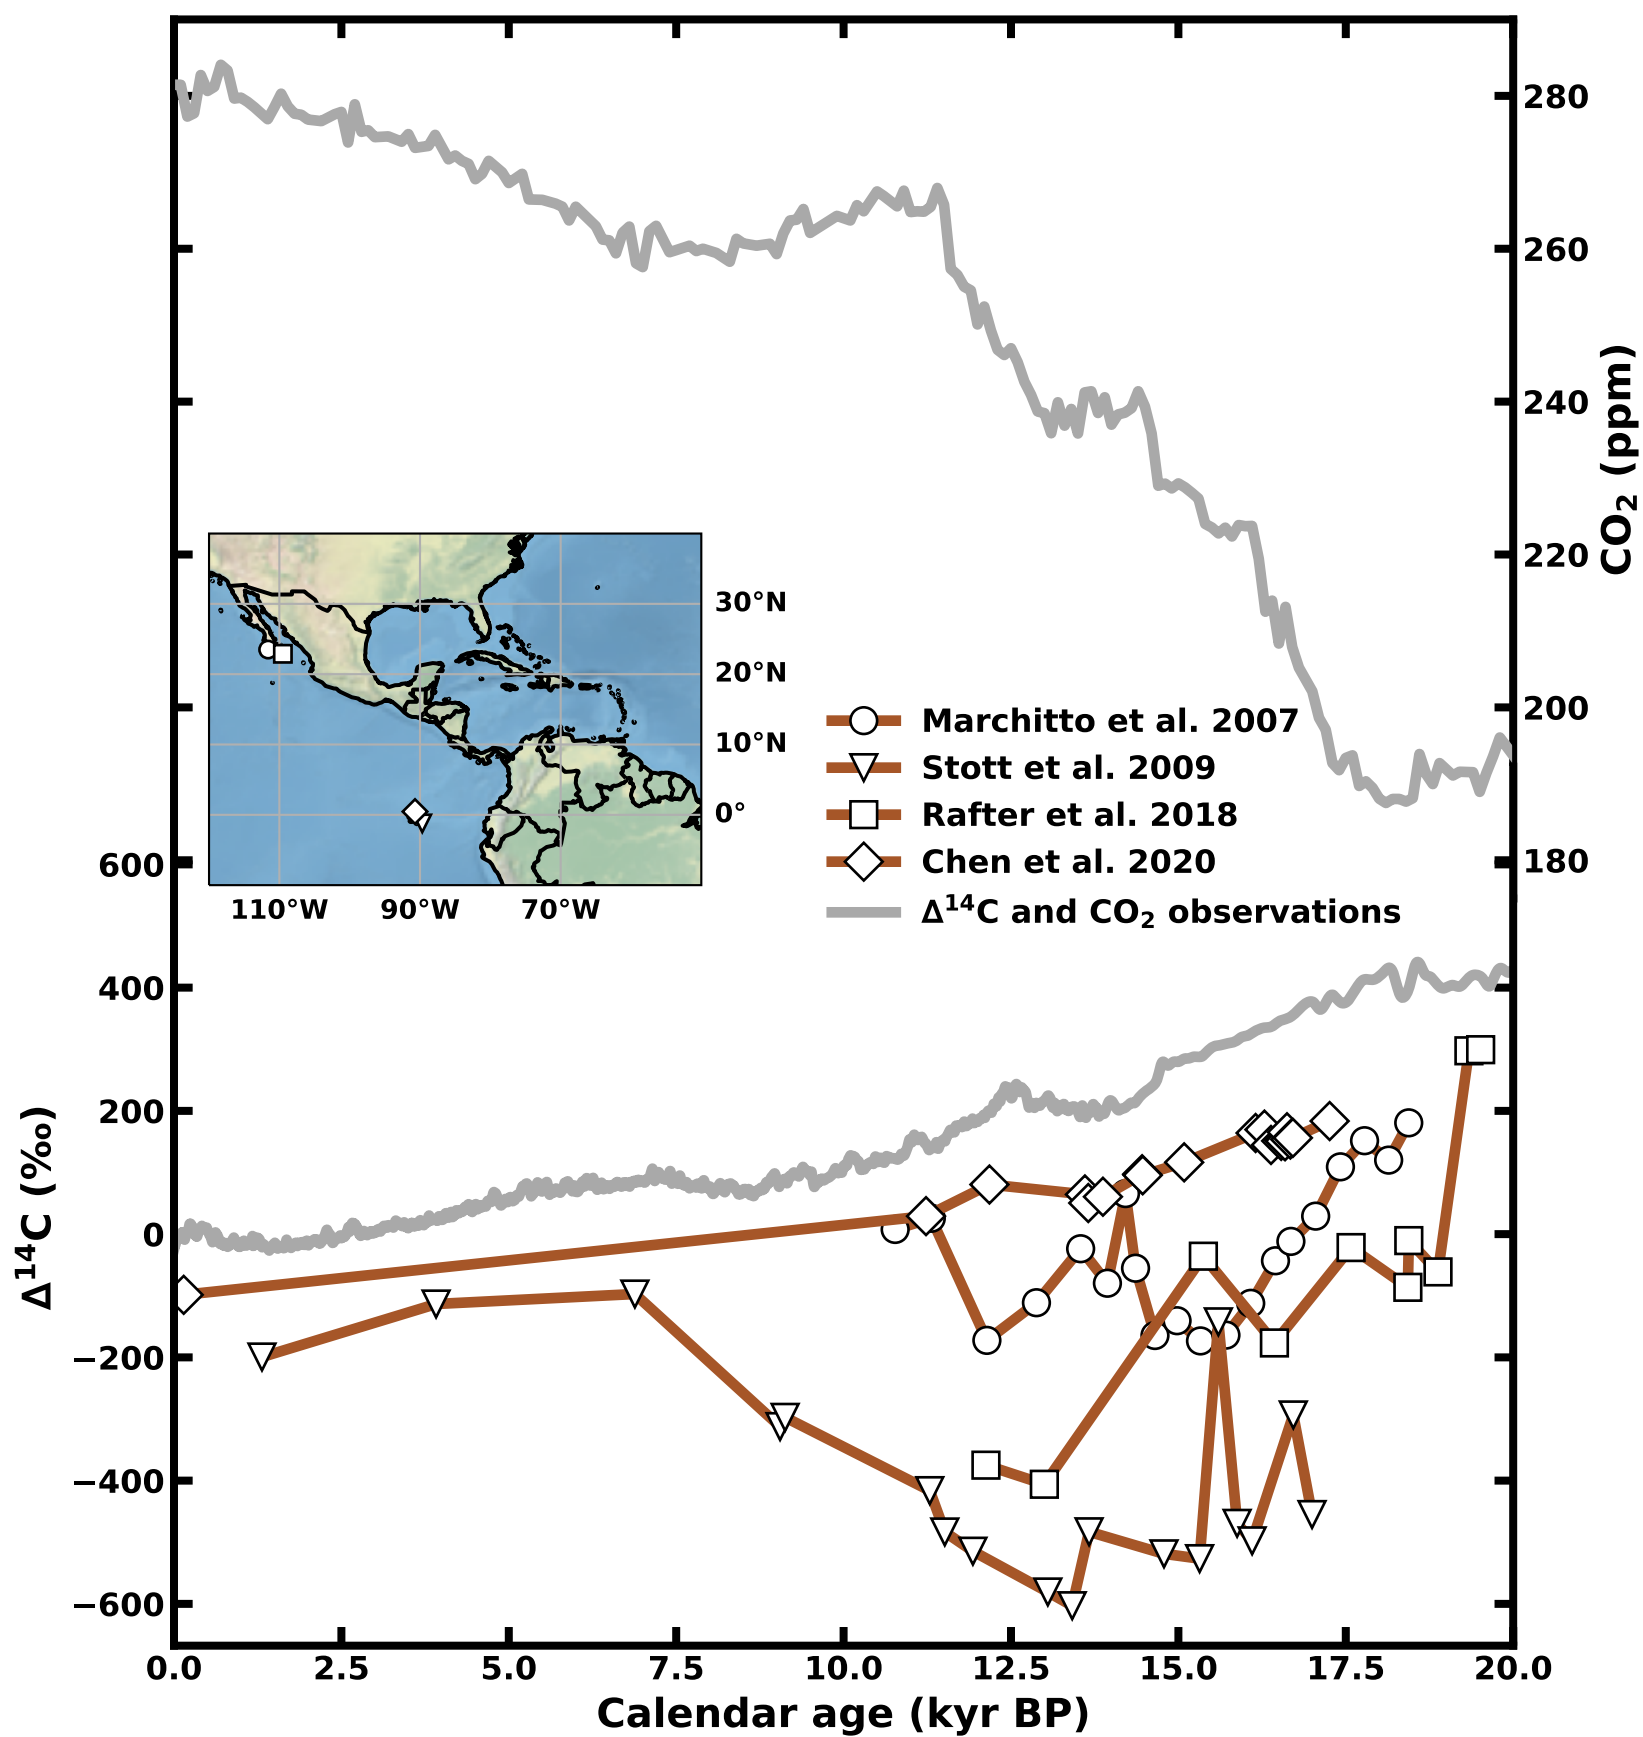 280
260
240
220
200
180
CO₂ (ppm)
30°N
20°N
10°N
0°
110°W 90°W 70°W
Marchitto et al. 2007
Stott et al. 2009
Rafter et al. 2018
Chen et al. 2020
Δ¹⁴C and CO₂ observations
600
400
200
0
−200
−400
−600
Δ¹⁴C (‰)
0.0 2.5 5.0 7.5 10.0 12.5 15.0 17.5 20.0
Calendar age (kyr BP)